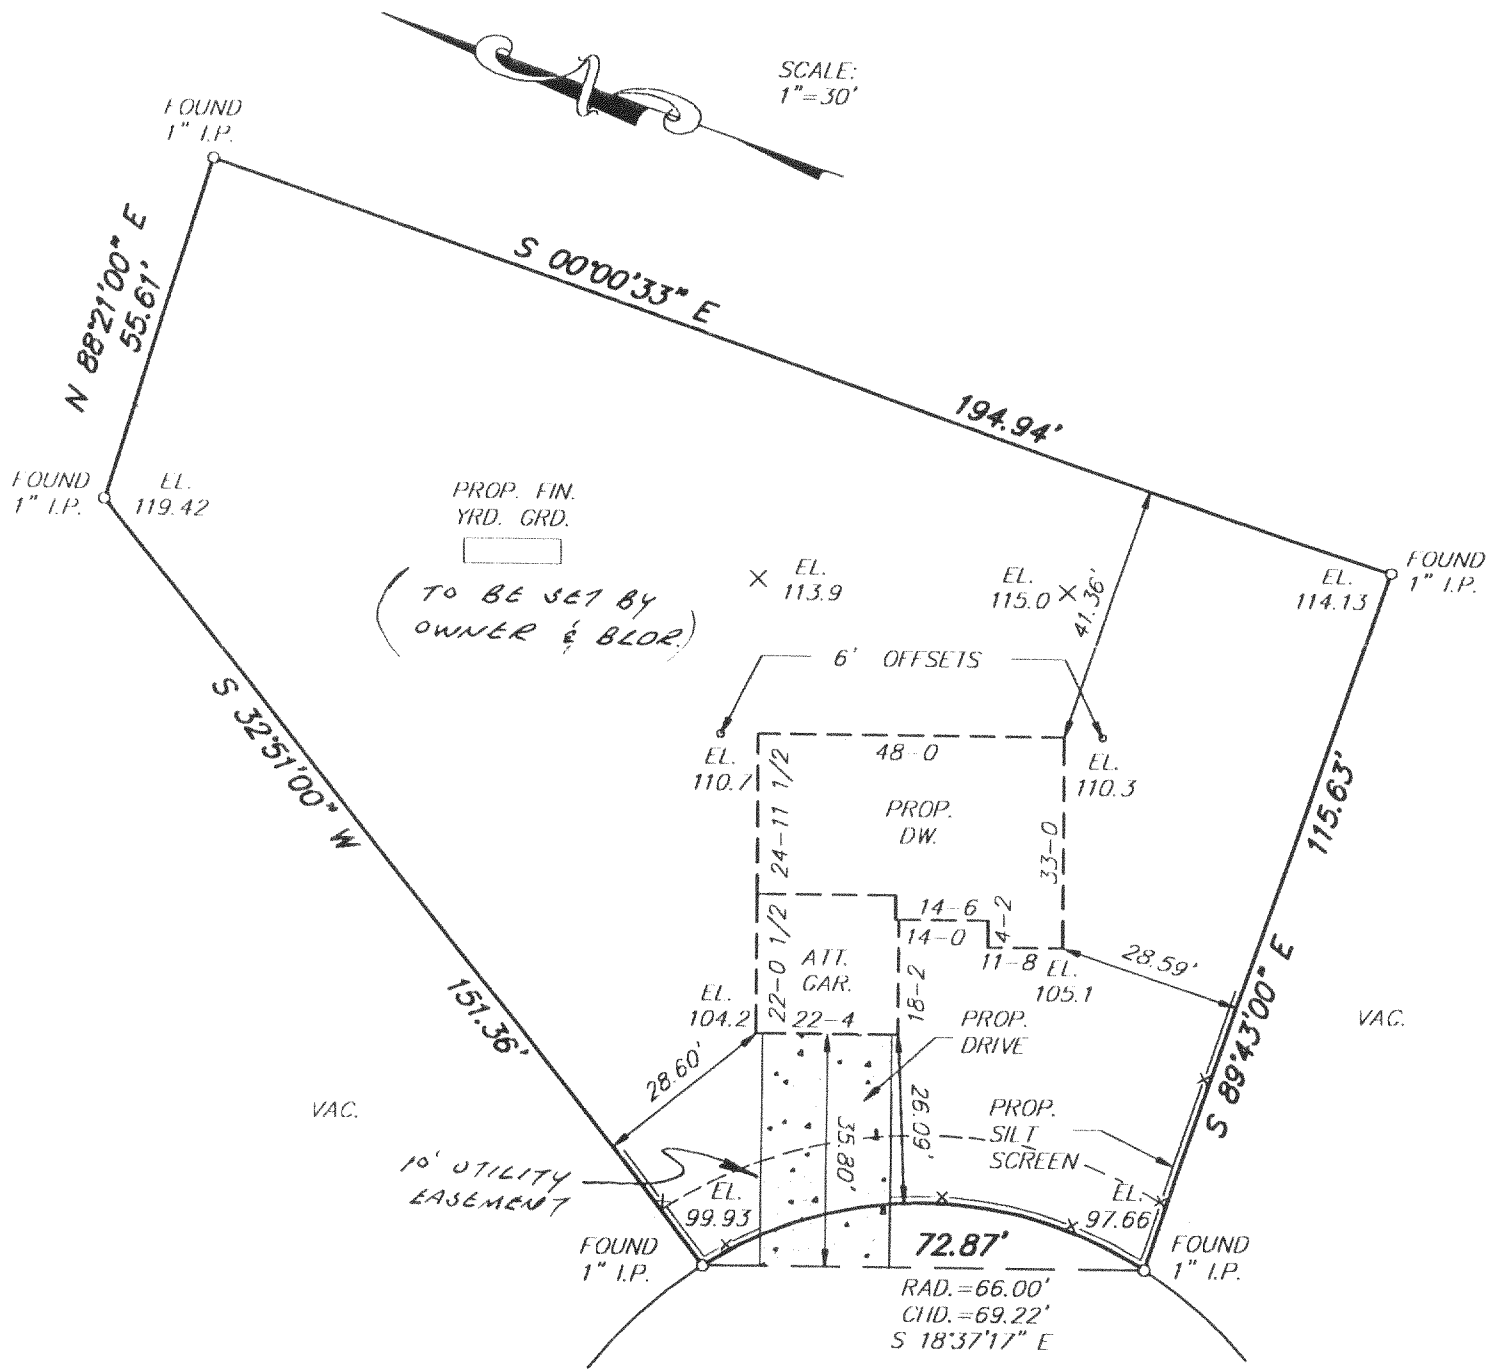 SCALE:
1"=30'
FOUND
1" I.P.
N 88°21'00" E
55.61'
S 00°00'33" E
194.94'
FOUND
1" I.P.
EL.
119.42
PROP. FIN.
YRD. GRD.
(TO BE SET BY
OWNER & BLDR.)
EL.
113.9
EL.
115.0
41.36'
EL.
114.13
FOUND
1" I.P.
6' OFFSETS
S 32°51'00" W
151.36'
EL.
110.7
48-0
EL.
110.3
24-11 1/2
PROP.
DW.
33-0
115.63'
S 89°43'00" E
14-6
14-0
4-2
11-8
EL.
105.1
28.59'
22-0 1/2
ATT.
GAR.
18-2
EL.
104.2
22-4
PROP.
DRIVE
VAC.
28.60'
VAC.
35.80'
26.09'
PROP.
SILT
SCREEN
10' UTILITY
EASEMENT
EL.
99.93
EL.
97.66
FOUND
1" I.P.
72.87'
FOUND
1" I.P.
RAD.=66.00'
CHD.=69.22'
S 18°37'17" E